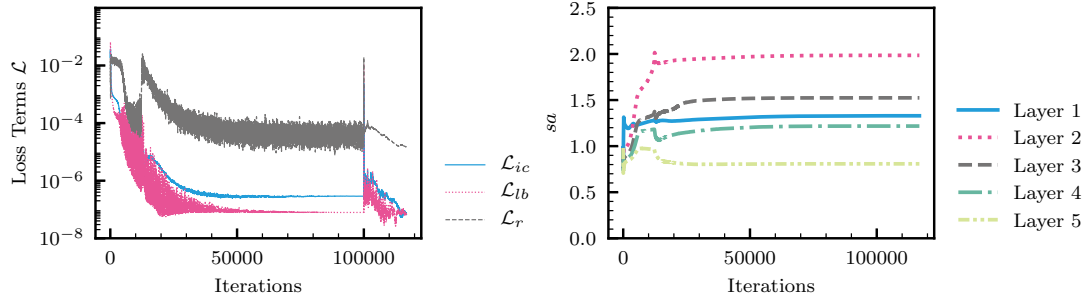 Loss Terms ℒ
10⁻²
10⁻⁴
10⁻⁶
10⁻⁸
0
50000
100000
Iterations
ℒ_ic
ℒ_lb
ℒ_r
sa
2.5
2.0
1.5
1.0
0.5
0.0
0
50000
100000
Iterations
Layer 1
Layer 2
Layer 3
Layer 4
Layer 5